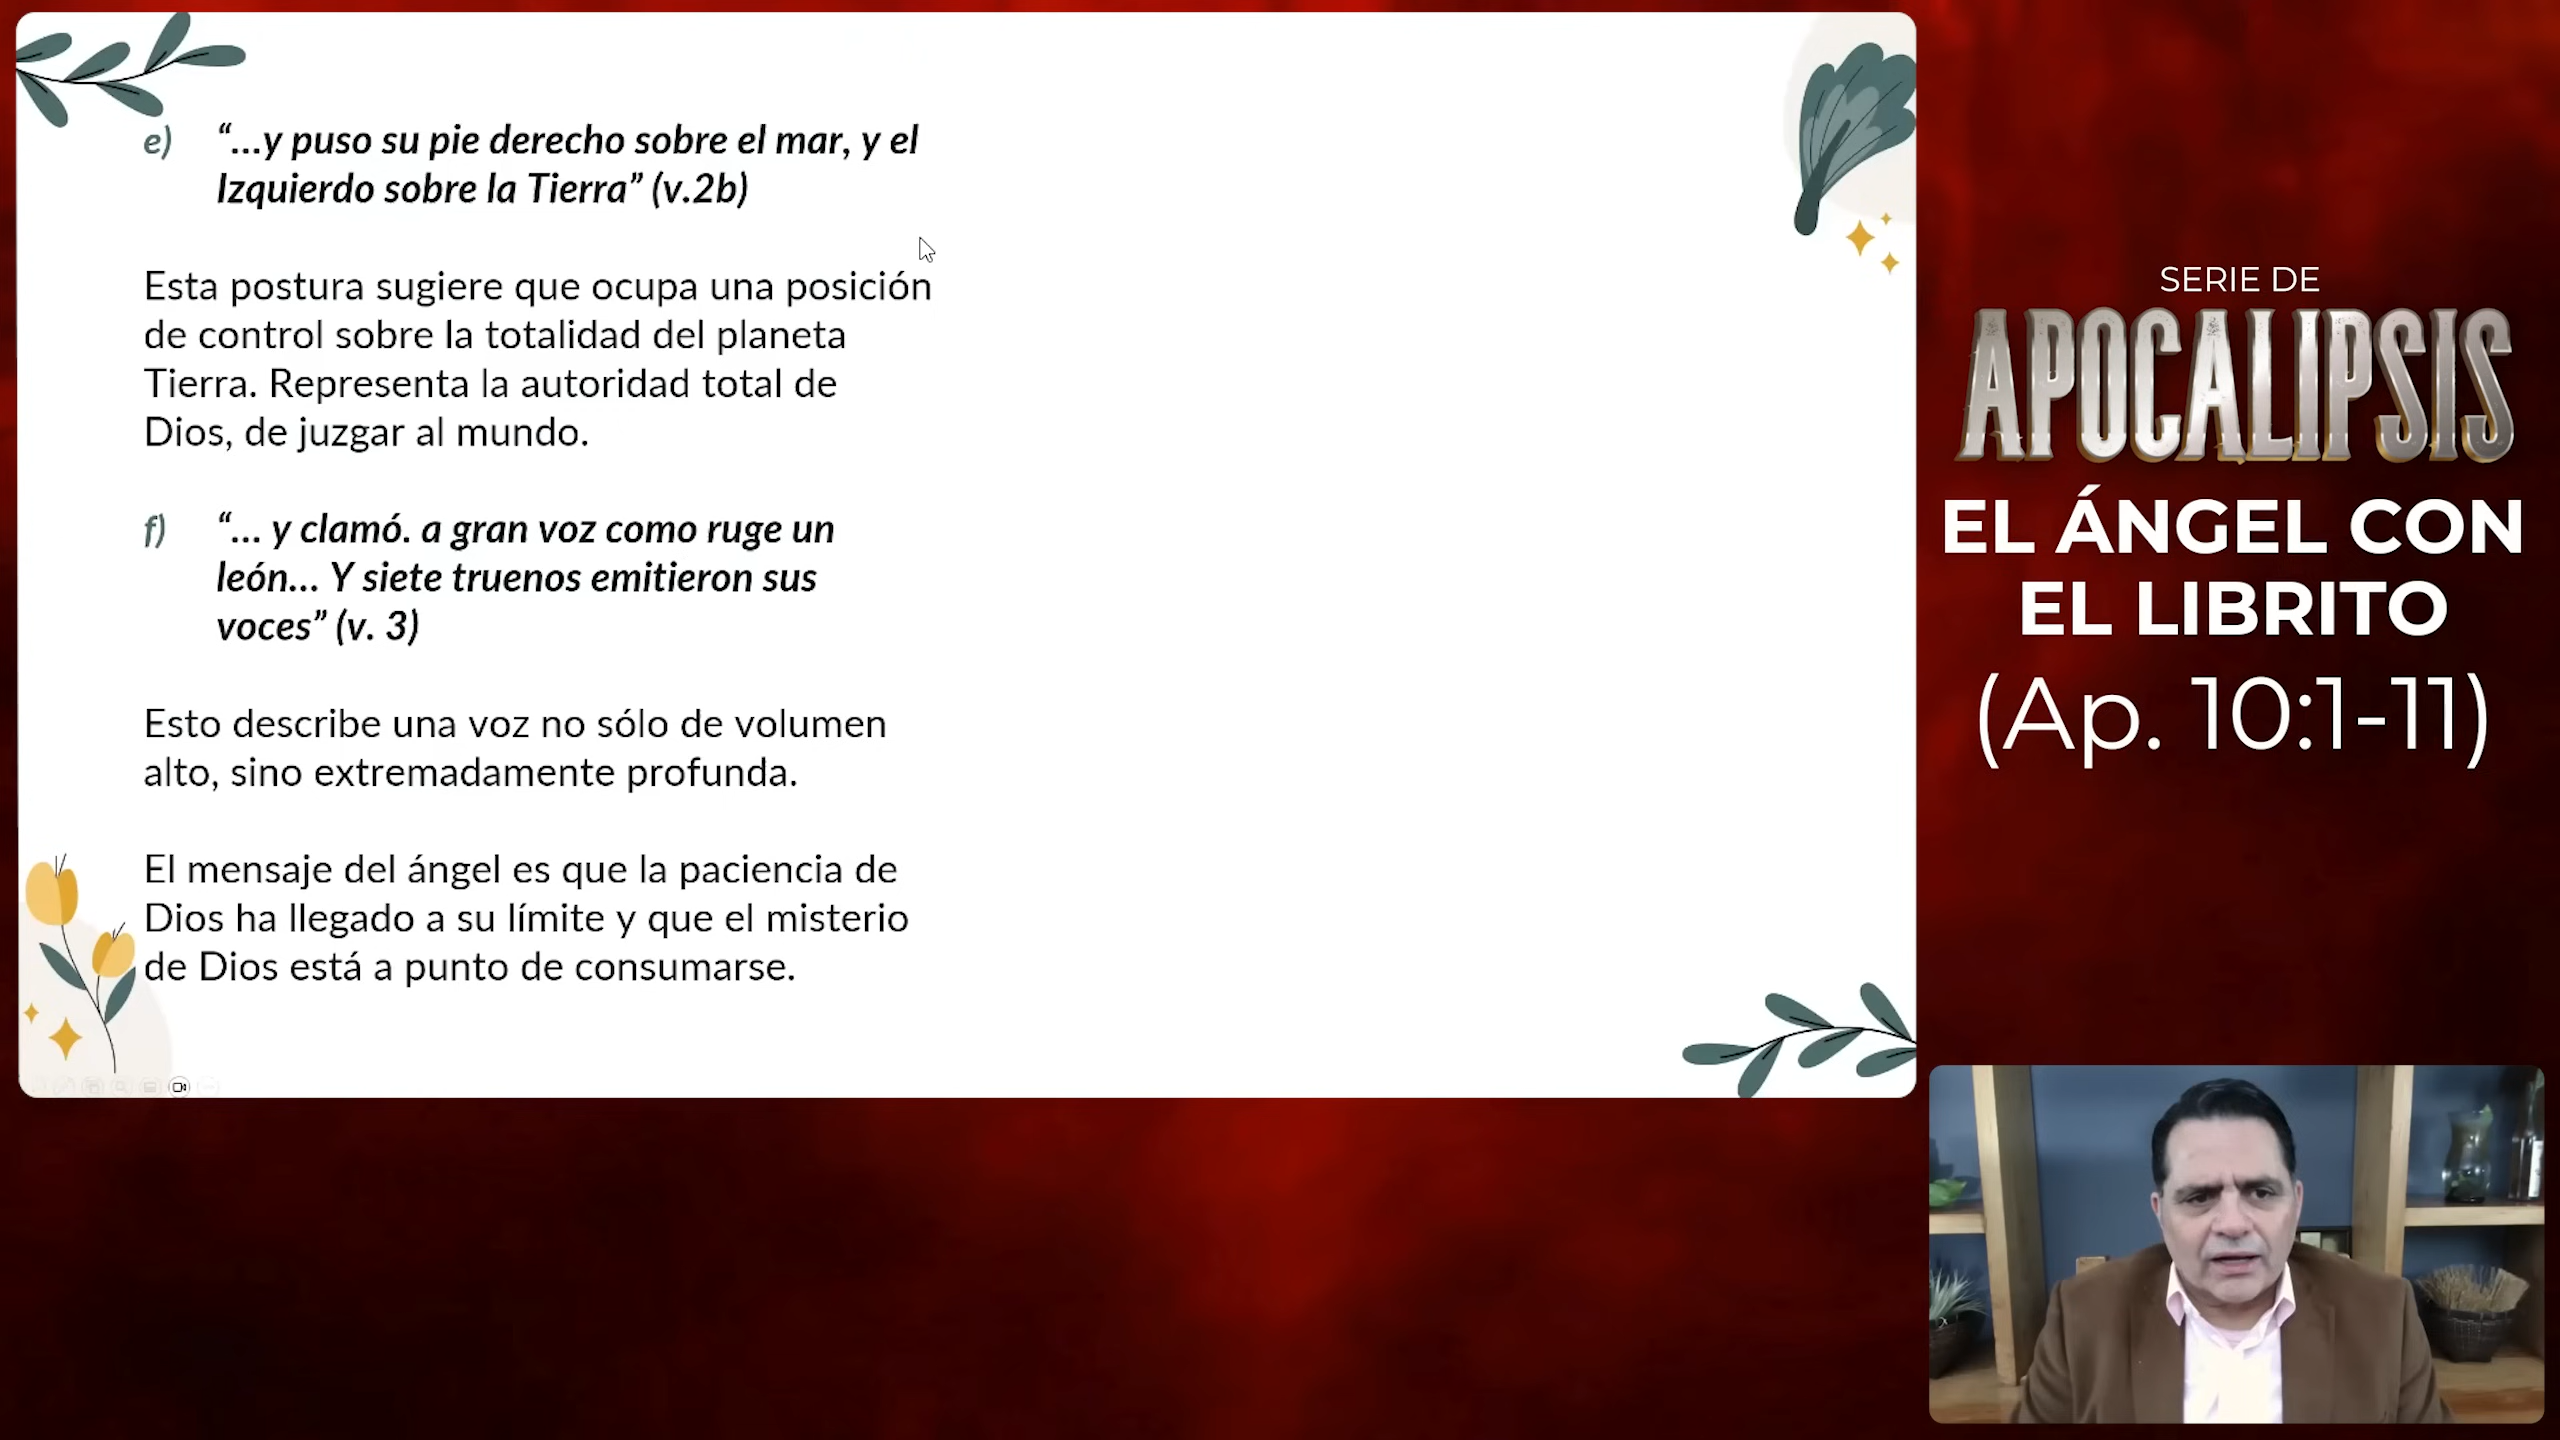 e) “...y puso su pie derecho sobre el mar, y el
Izquierdo sobre la Tierra” (v.2b)
Esta postura sugiere que ocupa una posición
de control sobre la totalidad del planeta
Tierra. Representa la autoridad total de
Dios, de juzgar al mundo.
f) “... y clamó. a gran voz como ruge un
león... Y siete truenos emitieron sus
voces” (v. 3)
Esto describe una voz no sólo de volumen
alto, sino extremadamente profunda.
El mensaje del ángel es que la paciencia de
Dios ha llegado a su límite y que el misterio
de Dios está a punto de consumarse.
SERIE DE
APOCALIPSIS
EL ÁNGEL CON
EL LIBRITO
(Ap. 10:1-11)